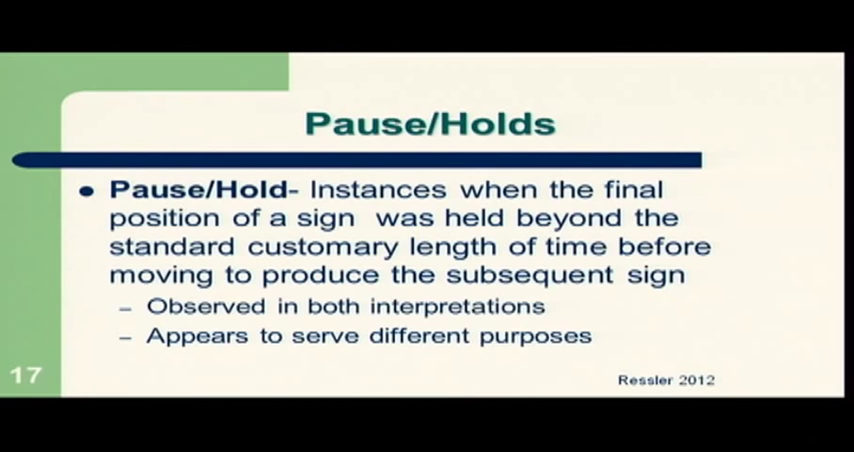 Pause/Holds
● Pause/Hold- Instances when the final
position of a sign was held beyond the
standard customary length of time before
moving to produce the subsequent sign
– Observed in both interpretations
– Appears to serve different purposes
17
Ressler 2012